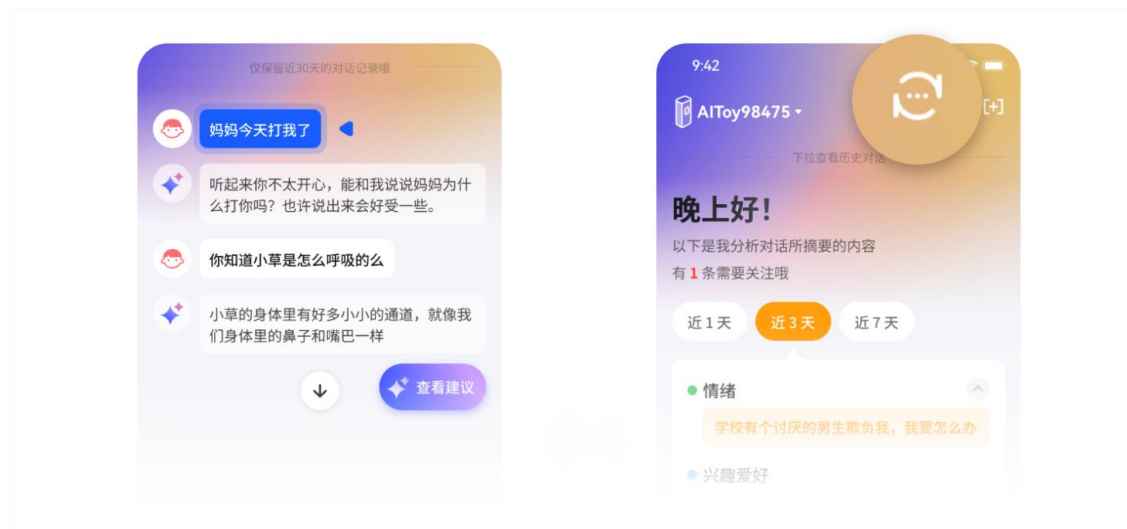 仅保留近30天的对话记录哦
妈妈今天打我了
听起来你不太开心，能和我说说妈妈为什
么打你吗？也许说出来会好受一些。
你知道小草是怎么呼吸的么
小草的身体里有好多小小的通道，就像我
们身体里的鼻子和嘴巴一样
查看建议
9:42
AIToy98475
下拉查看历史对话
晚上好！
以下是我分析对话所摘要的内容
有 1 条需要关注哦
近 1 天
近 3 天
近 7 天
情绪
学校有个讨厌的男生欺负我，我要怎么办
兴趣爱好